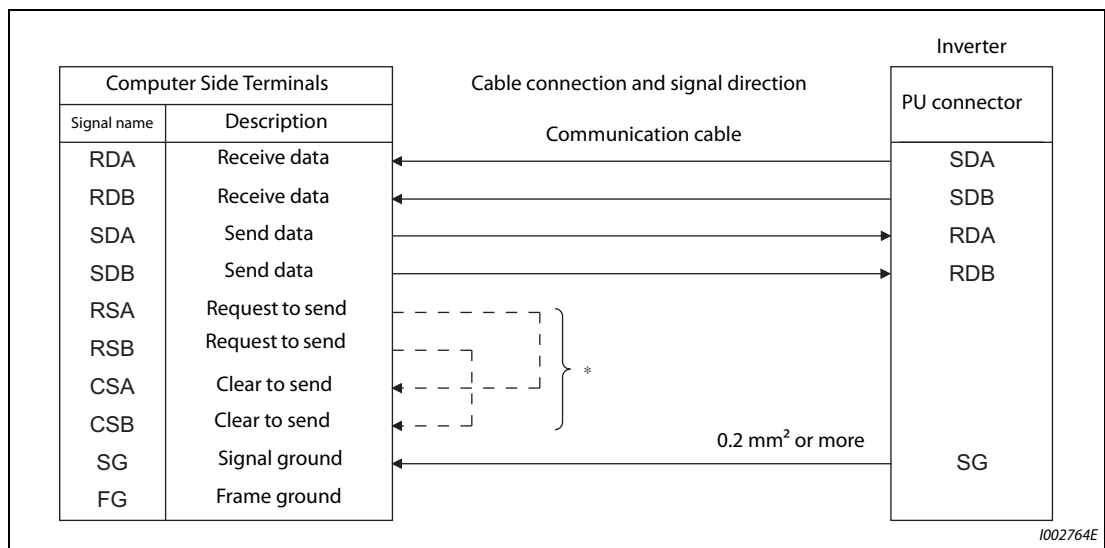 Inverter
Computer Side Terminals
Cable connection and signal direction
PU connector
Signal name Description
Communication cable
RDA Receive data SDA
RDB Receive data SDB
SDA Send data RDA
SDB Send data RDB
RSA Request to send
RSB Request to send
*
CSA Clear to send
CSB Clear to send
0.2 mm² or more
SG Signal ground SG
FG Frame ground
I002764E